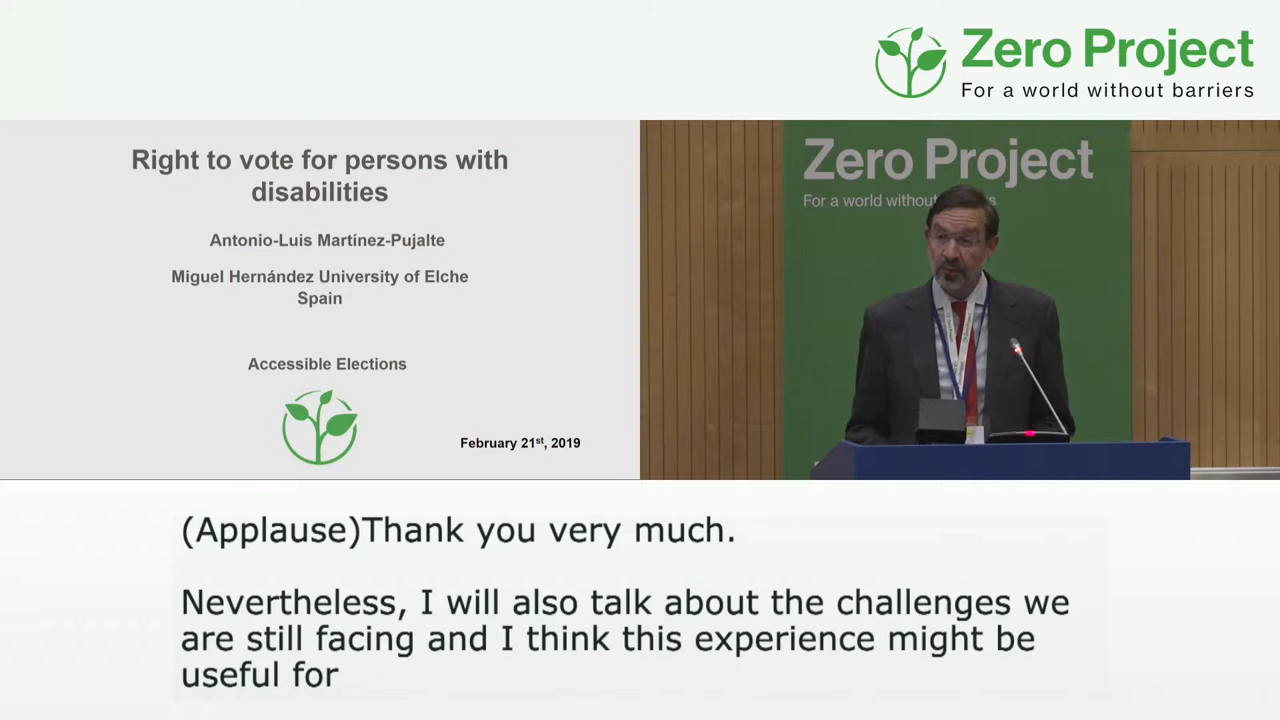 Zero Project
For a world without barriers
Right to vote for persons with
disabilities
Antonio-Luis Martínez-Pujalte
Miguel Hernández University of Elche
Spain
Accessible Elections
February 21st, 2019
Zero Project
For a world without
(Applause)Thank you very much.
Nevertheless, I will also talk about the challenges we
are still facing and I think this experience might be
useful for